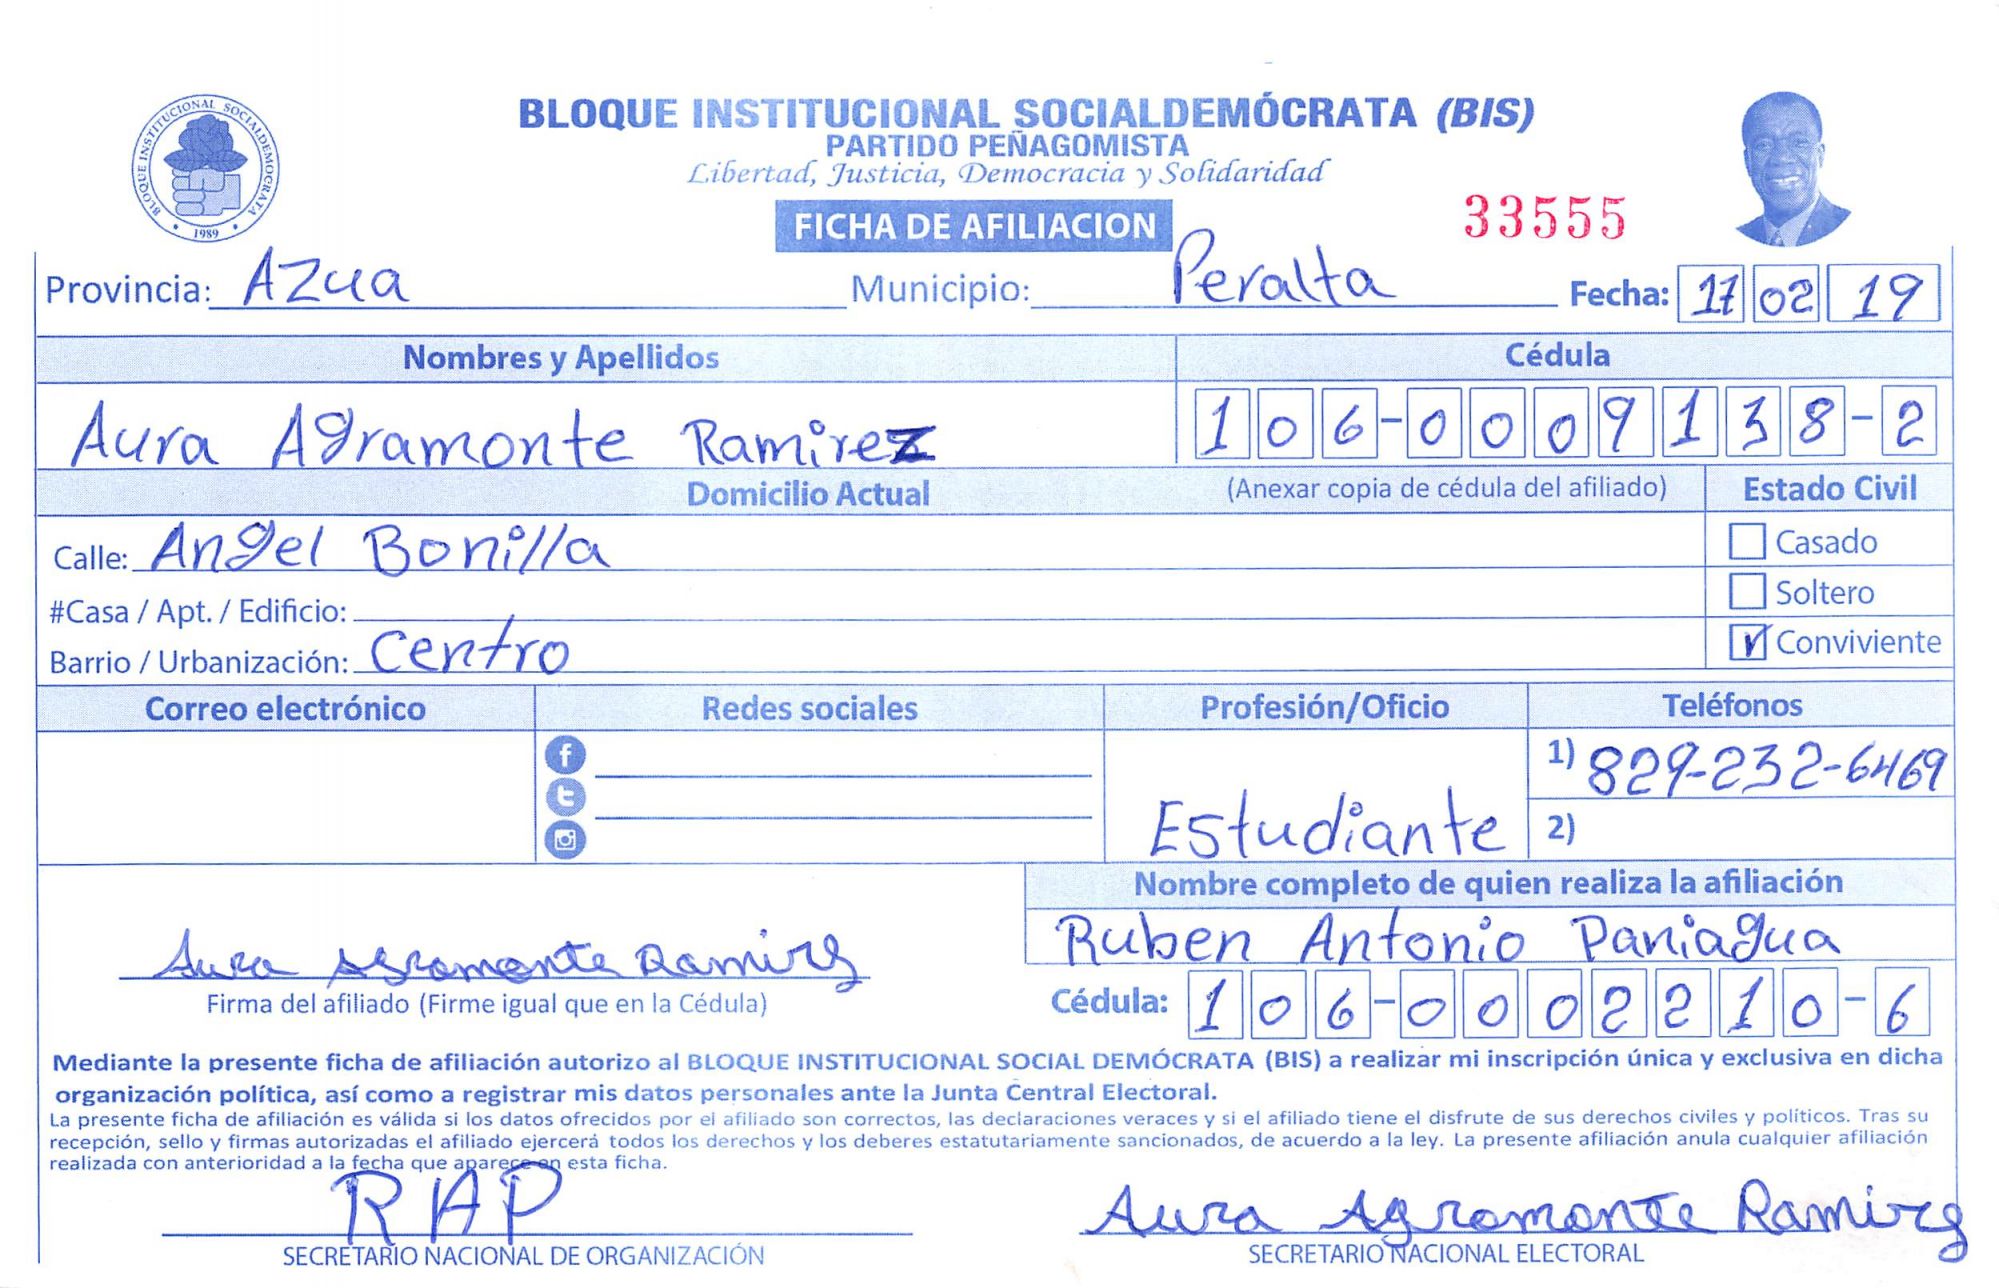 BLOQUE INSTITUCIONAL SOCIALDEMOCRATA
1989
BLOQUE INSTITUCIONAL SOCIALDEMÓCRATA (BIS)
PARTIDO PEÑAGOMISTA
Libertad, Justicia, Democracia y Solidaridad
FICHA DE AFILIACION
33555
Provincia: Azua Municipio: Peralta Fecha: 17 02 19
Nombres y Apellidos Cédula
Aura Agramonte Ramirez 106-0009138-2
Domicilio Actual (Anexar copia de cédula del afiliado) Estado Civil
Calle: Angel Bonilla Casado
#Casa / Apt. / Edificio: Soltero
Barrio / Urbanización: Centro Conviviente
Correo electrónico Redes sociales Profesión/Oficio Teléfonos
1) 829-232-6469
Estudiante 2)
Nombre completo de quien realiza la afiliación
Ruben Antonio Paniagua
Aura Agramonte Ramirez
Firma del afiliado (Firme igual que en la Cédula) Cédula: 106-0002210-6
Mediante la presente ficha de afiliación autorizo al BLOQUE INSTITUCIONAL SOCIAL DEMÓCRATA (BIS) a realizar mi inscripción única y exclusiva en dicha
organización política, así como a registrar mis datos personales ante la Junta Central Electoral.
La presente ficha de afiliación es válida si los datos ofrecidos por el afiliado son correctos, las declaraciones veraces y si el afiliado tiene el disfrute de sus derechos civiles y políticos. Tras su
recepción, sello y firmas autorizadas el afiliado ejercerá todos los derechos y los deberes estatutariamente sancionados, de acuerdo a la ley. La presente afiliación anula cualquier afiliación
realizada con anterioridad a la fecha que aparece en esta ficha.
RAP Aura Agramonte Ramirez
SECRETARIO NACIONAL DE ORGANIZACIÓN SECRETARIO NACIONAL ELECTORAL